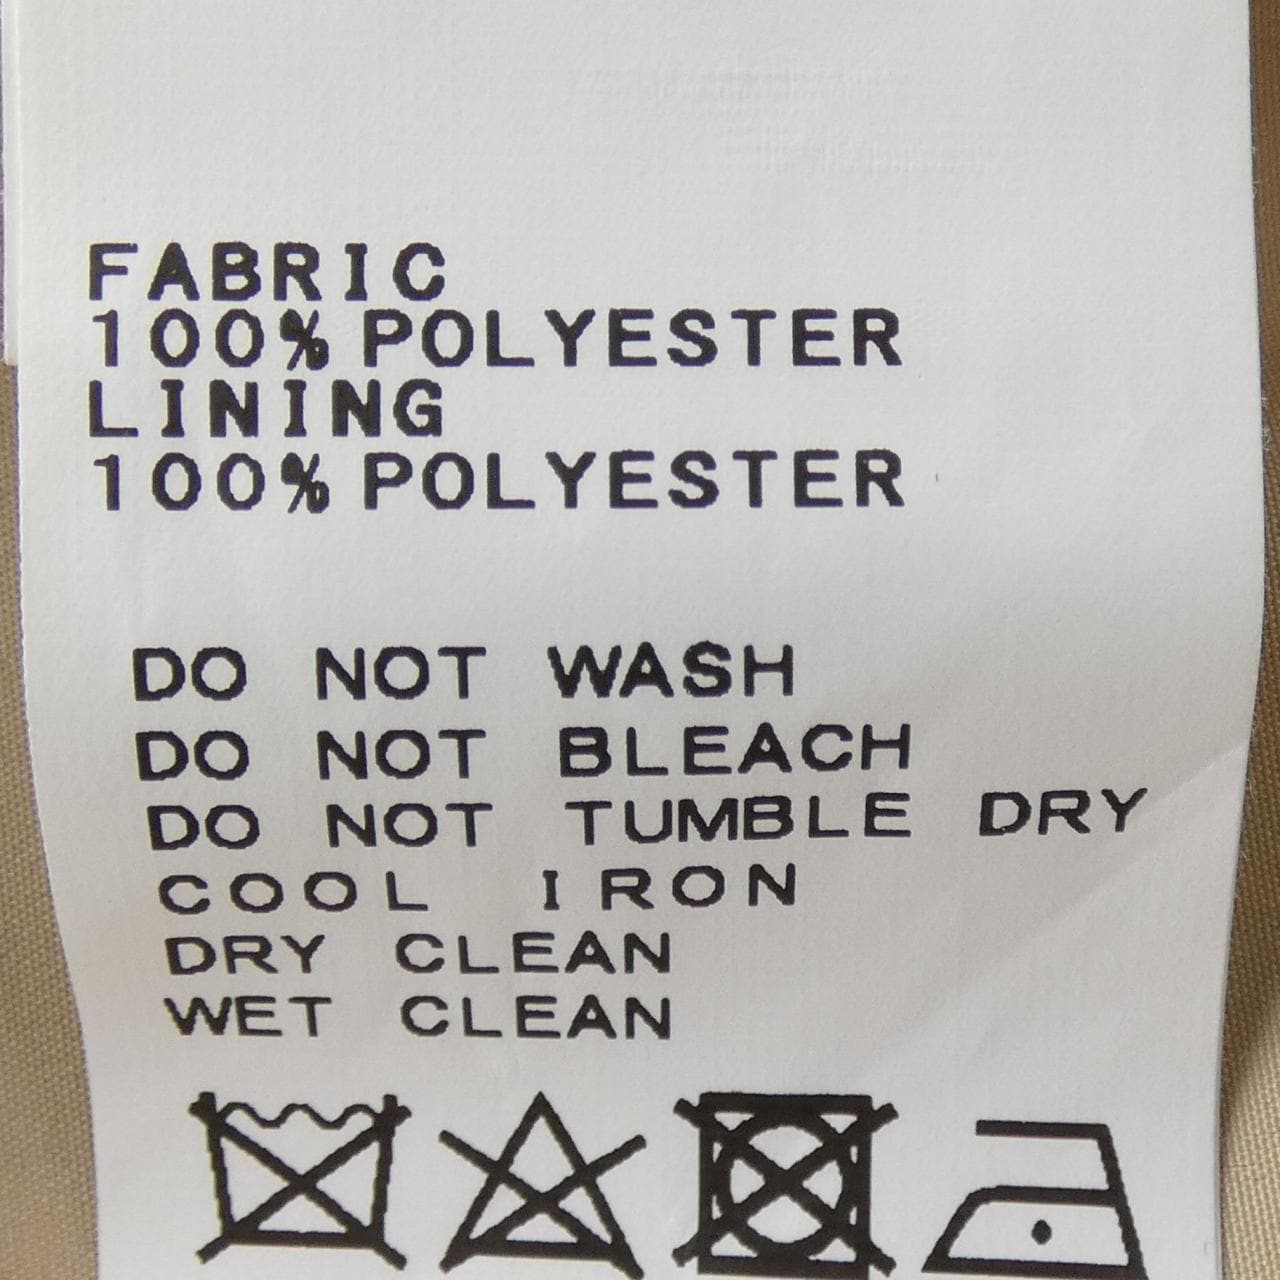 FABRIC
100% POLYESTER
LINING
100% POLYESTER
DO NOT WASH
DO NOT BLEACH
DO NOT TUMBLE DRY
COOL IRON
DRY CLEAN
WET CLEAN